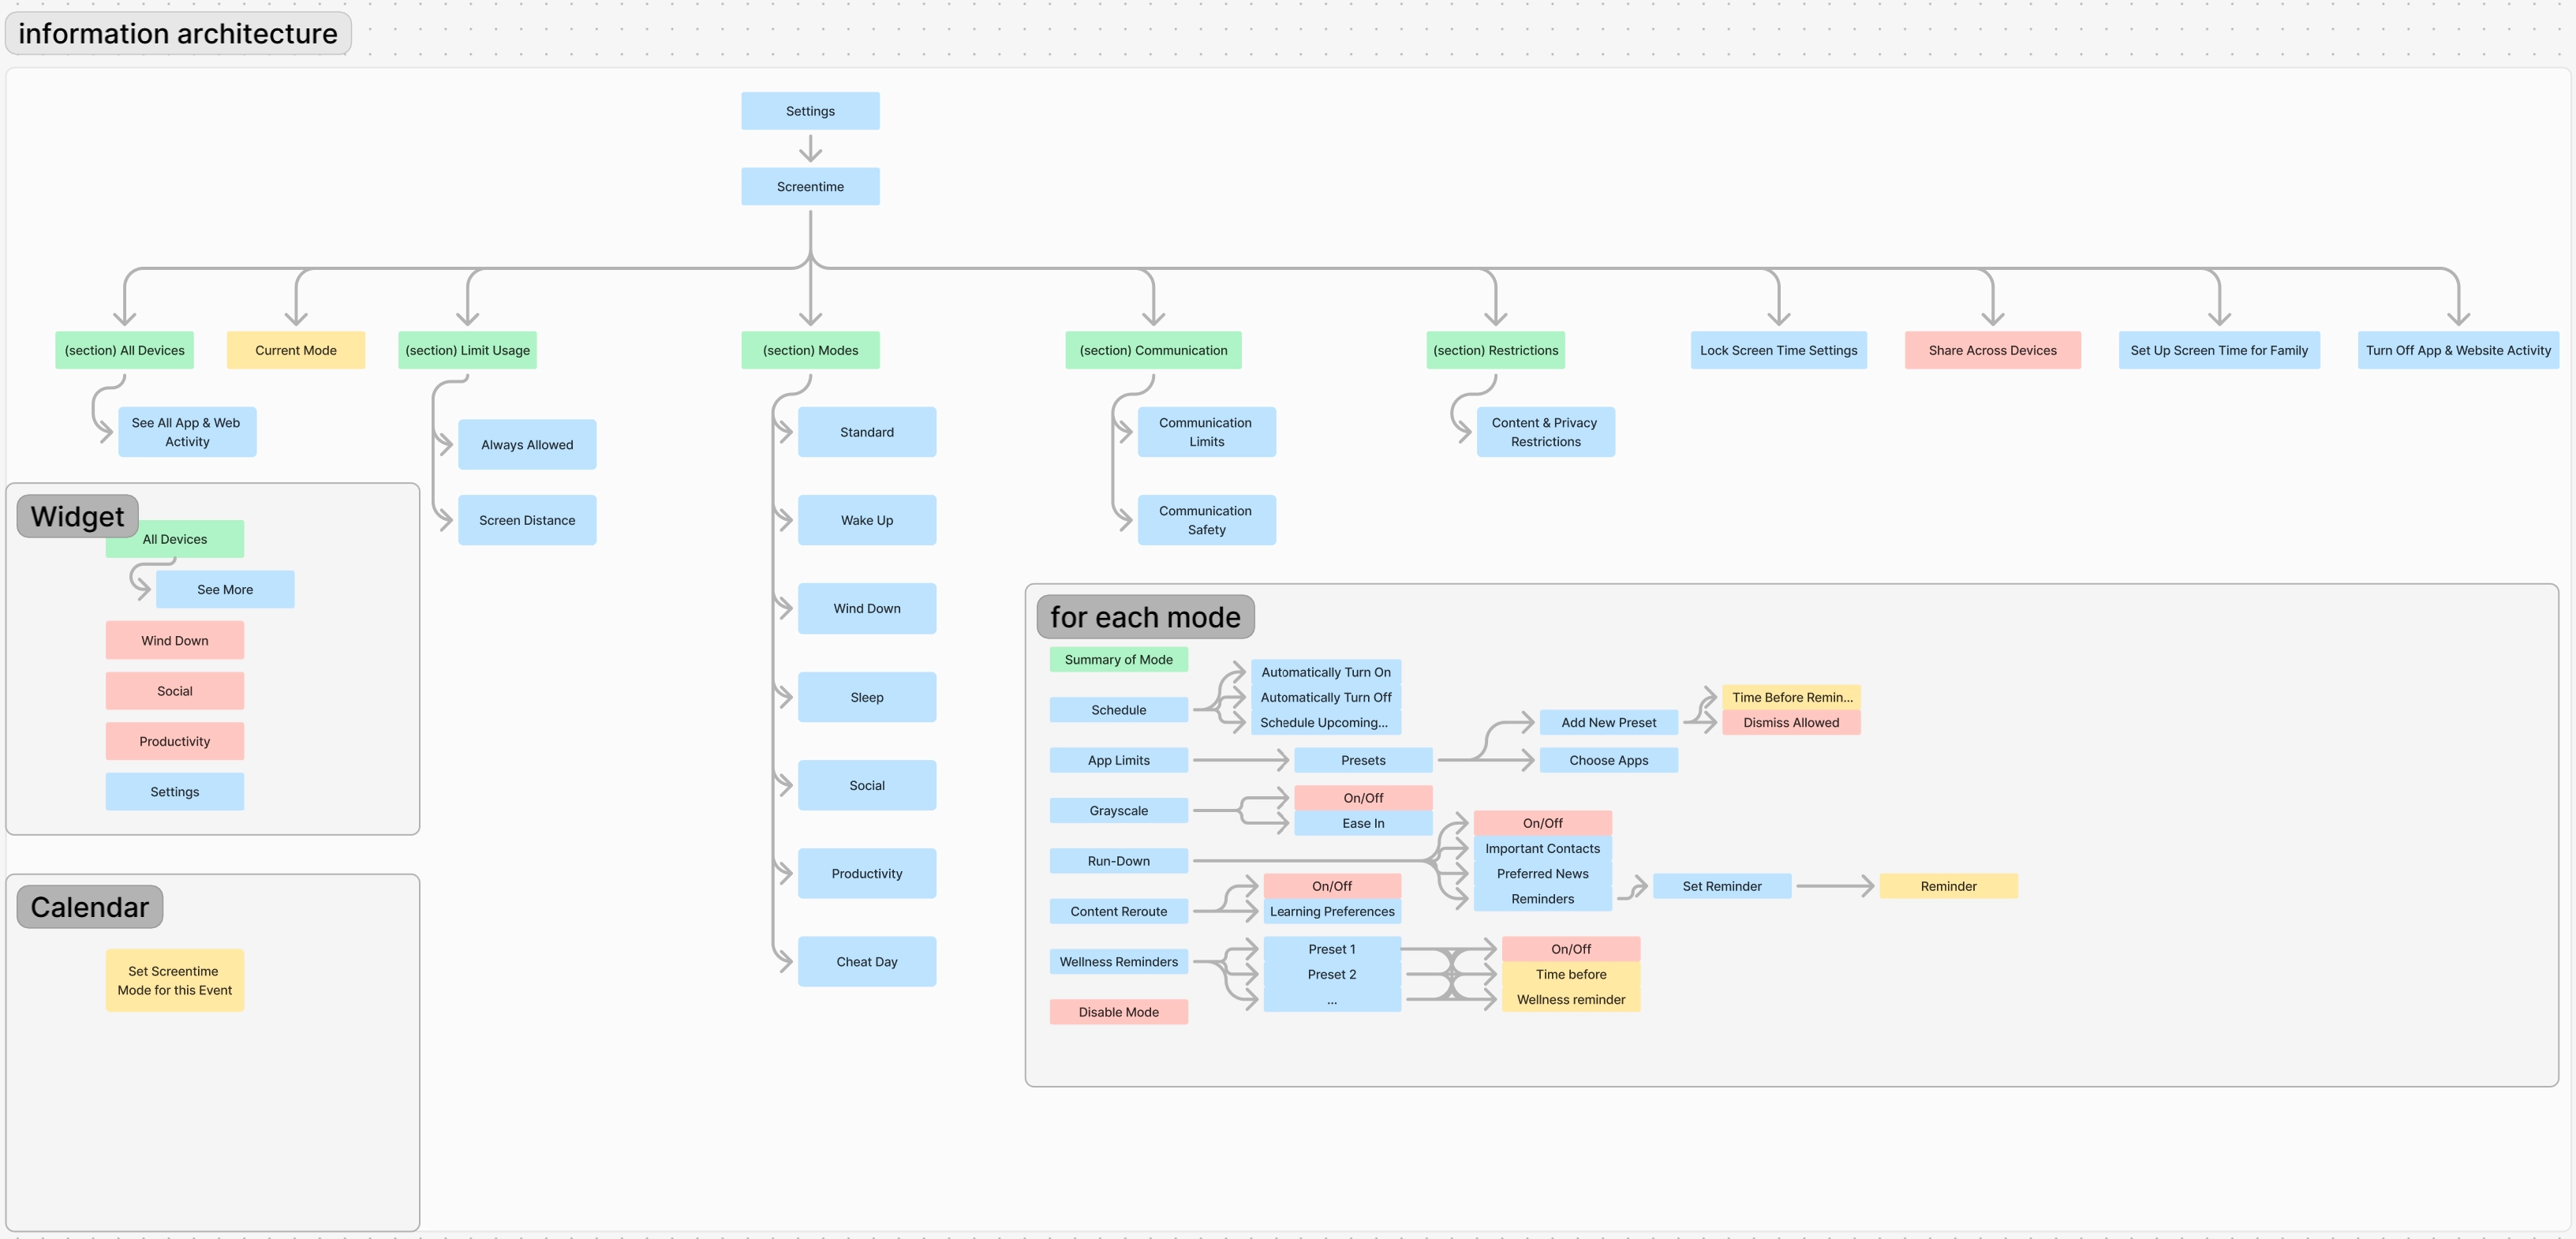 information architecture
Settings
Screentime
(section) All Devices
Current Mode
(section) Limit Usage
(section) Modes
(section) Communication
(section) Restrictions
Lock Screen Time Settings
Share Across Devices
Set Up Screen Time for Family
Turn Off App & Website Activity
See All App & Web
Activity
Always Allowed
Screen Distance
Standard
Wake Up
Wind Down
Sleep
Social
Productivity
Cheat Day
Communication
Limits
Communication
Safety
Content & Privacy
Restrictions
Widget
All Devices
See More
Wind Down
Social
Productivity
Settings
Calendar
Set Screentime
Mode for this Event
for each mode
Summary of Mode
Schedule
Automatically Turn On
Automatically Turn Off
Schedule Upcoming...
App Limits
Presets
Add New Preset
Choose Apps
Time Before Remin...
Dismiss Allowed
Grayscale
On/Off
Ease In
Run-Down
On/Off
Important Contacts
Preferred News
Reminders
Set Reminder
Reminder
Content Reroute
On/Off
Learning Preferences
Wellness Reminders
Preset 1
Preset 2
...
On/Off
Time before
Wellness reminder
Disable Mode